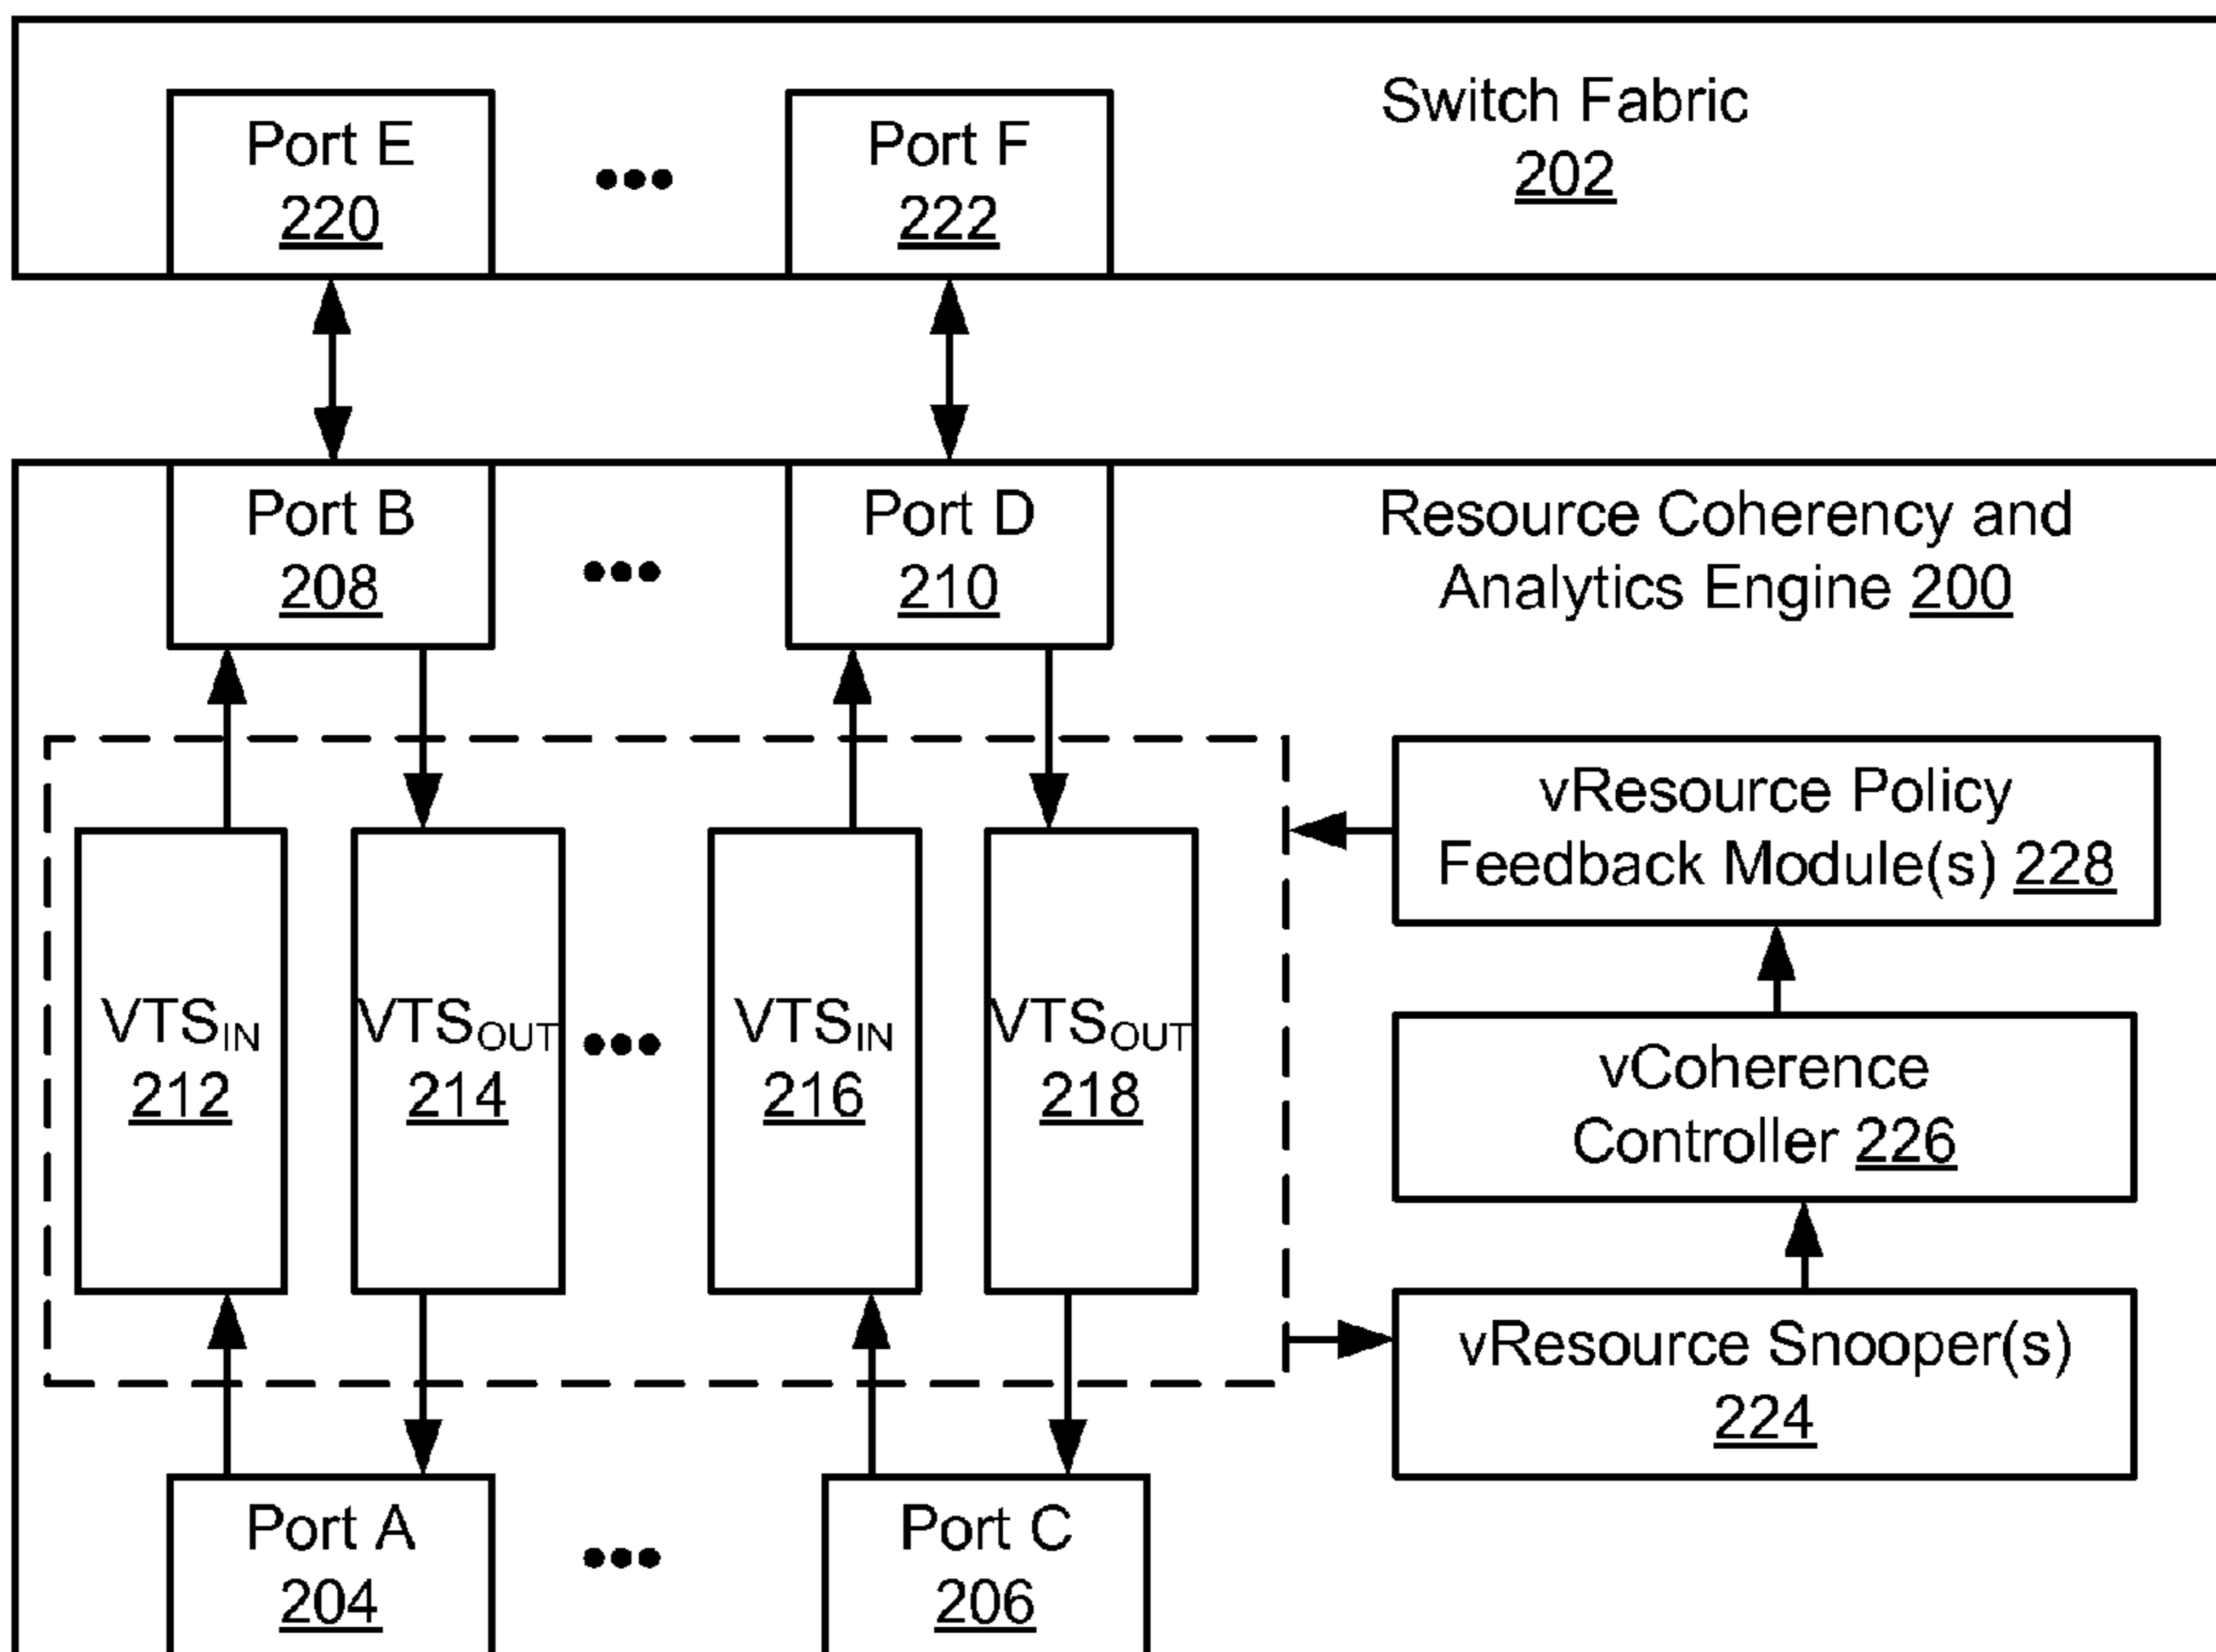 Port E
220
Port F
222
Switch Fabric
202
Port B
208
Port D
210
Resource Coherency and
Analytics Engine 200
VTSIN
212
VTSOUT
214
VTSIN
216
VTSOUT
218
vResource Policy
Feedback Module(s) 228
vCoherence
Controller 226
vResource Snooper(s)
224
Port A
204
Port C
206